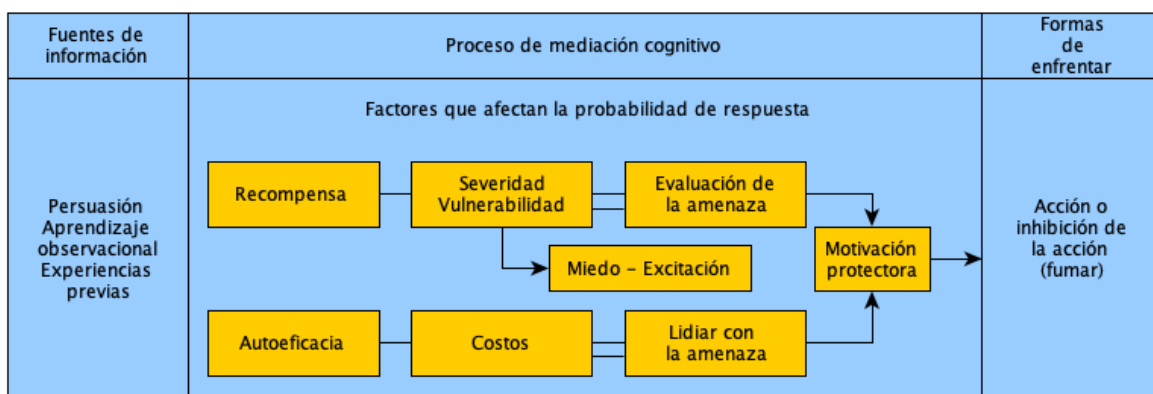 Fuentes de
información
Proceso de mediación cognitivo
Formas
de
enfrentar
Persuasión
Aprendizaje
observacional
Experiencias
previas
Factores que afectan la probabilidad de respuesta
Recompensa
Severidad
Vulnerabilidad
Evaluación de
la amenaza
Miedo - Excitación
Motivación
protectora
Autoeficacia
Costos
Lidiar con
la amenaza
Acción o
inhibición de
la acción
(fumar)